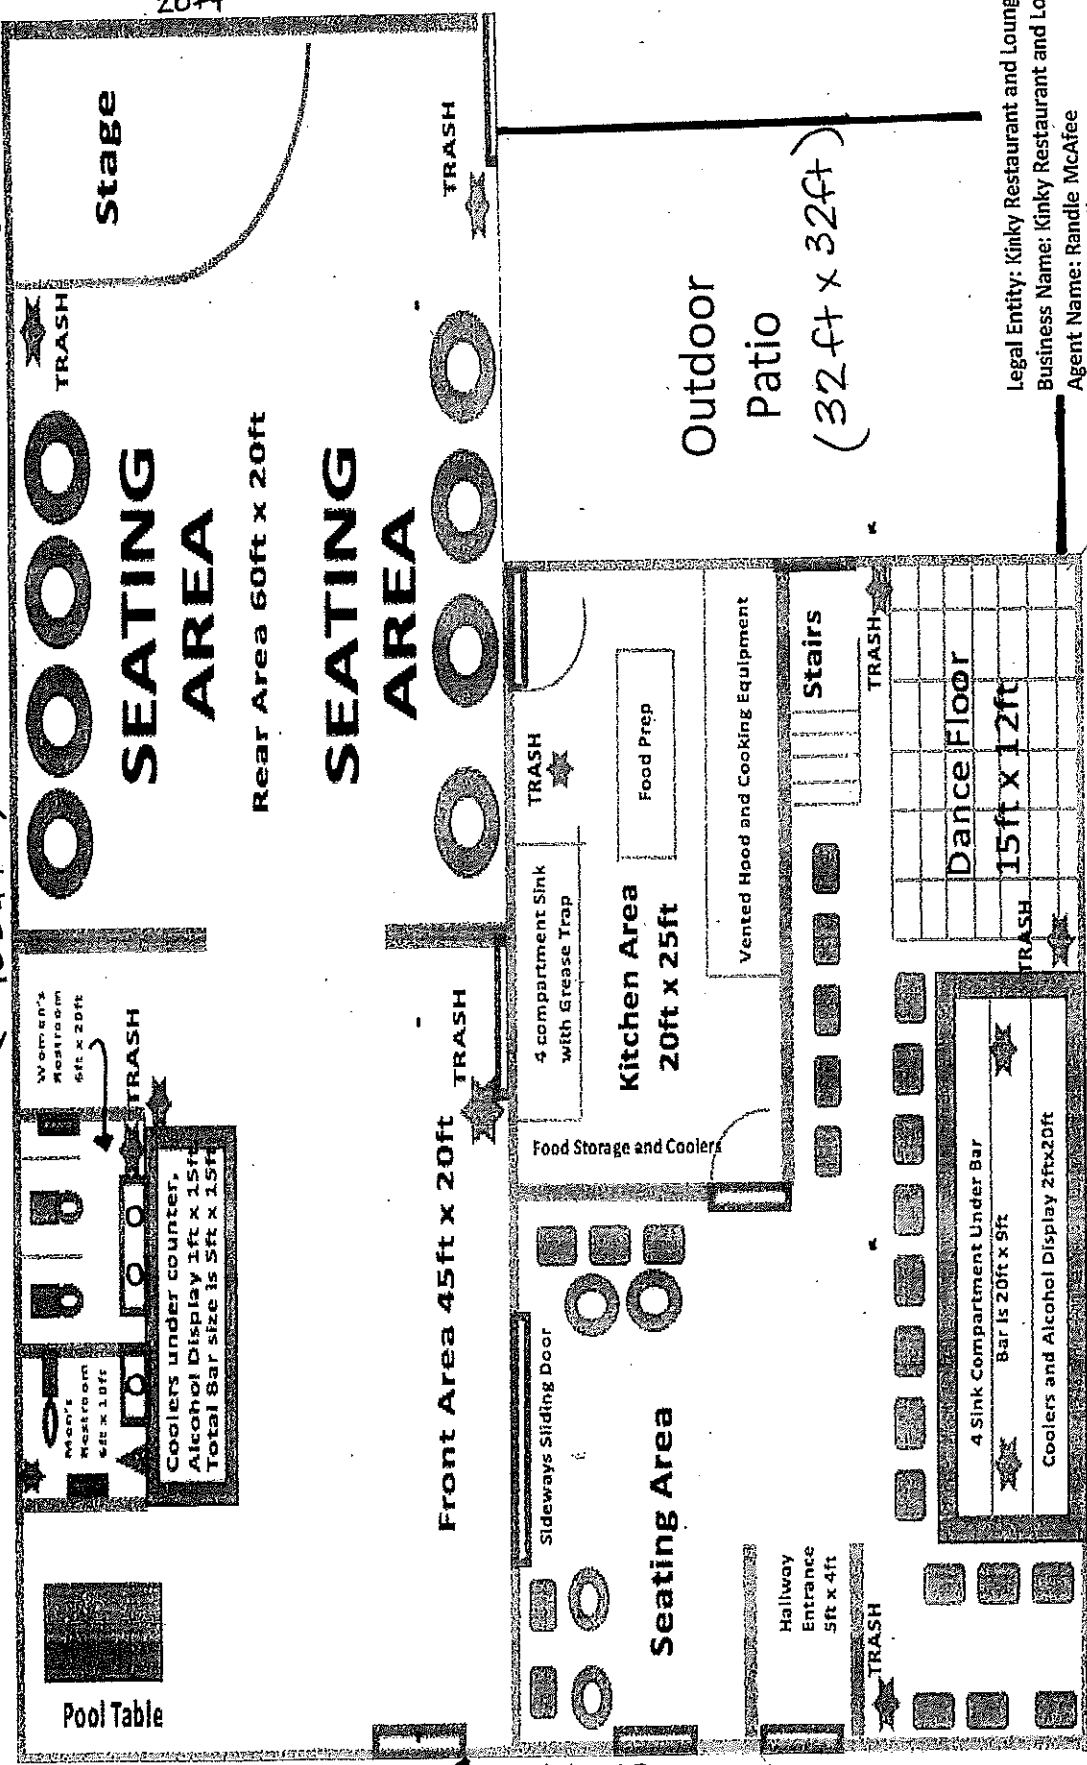 20ft
Stage
TRASH
TRASH
SEATING
AREA
Rear Area 60ft x 20ft
SEATING
AREA
Outdoor
Patio
(32ft x 32ft)
Legal Entity: Kinky Restaurant and
Business Name: Kinky Restaurant and
Agent Name: Randle McAfee
Women's
Restroom
6ft x 20ft
TRASH
Men's
Restroom
6ft x 10ft
Coolers under counter,
Alcohol Display 1ft x 15ft
Total Bar size is 5ft x 15ft
Pool Table
Front Area 45ft x 20ft
TRASH
TRASH
4 compartment Sink
with Grease Trap
Food Prep
Kitchen Area
20ft x 25ft
Vented Hood and Cooking Equipment
Food Storage and Coolers
Stairs
TRASH
Dance Floor
15ft x 12ft
TRASH
Sideways Sliding Door
Seating Area
Hallway
Entrance
5ft x 4ft
TRASH
4 Sink Compartment Under Bar
Bar is 20ft x 9ft
Coolers and Alcohol Display 2ftx20ft